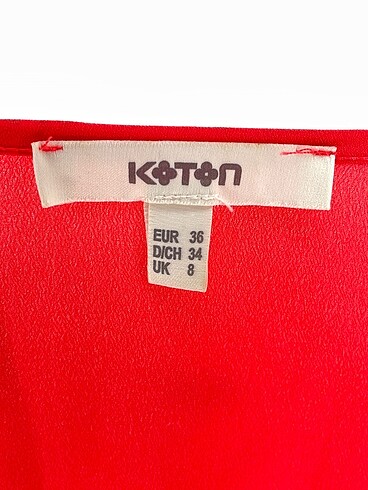 KOTON
EUR 36
D/CH 34
UK 8